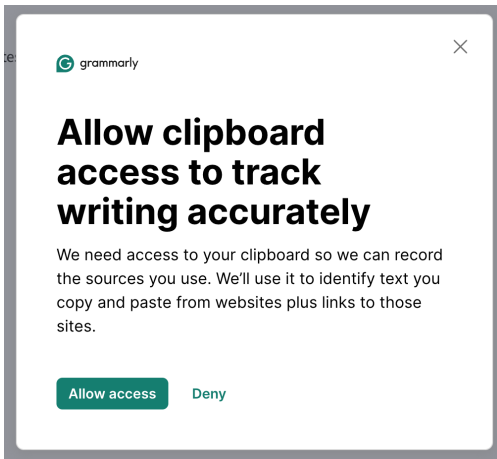 grammarly
Allow clipboard
access to track
writing accurately
We need access to your clipboard so we can record
the sources you use. We’ll use it to identify text you
copy and paste from websites plus links to those
sites.
Allow access
Deny